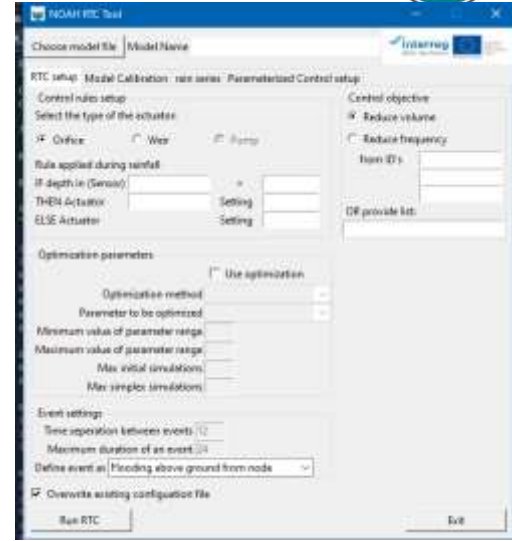 NOAH RTC Tool
Choose model file Model Name
Interreg
RTC setup Model Calibration rain series Parameterized Control setup
Control rules setup
Select the type of the actuator:
Orifice Weir Pump
Rule applied during rainfall
IF depth in (Sensor) >
THEN Actuator Setting
ELSE Actuator Setting
Control objective
Reduce volume
Reduce frequency
from ID's
OR provide list:
Optimization parameters
Use optimization
Optimization method
Parameter to be optimized
Minimum value of parameter range
Maximum value of parameter range
Max initial simulations
Max simplex simulations
Event settings
Time seperation between events 12
Maximum duration of an event 24
Define event as Flooding above ground from node
Overwrite existing configuation file
Run RTC
Exit